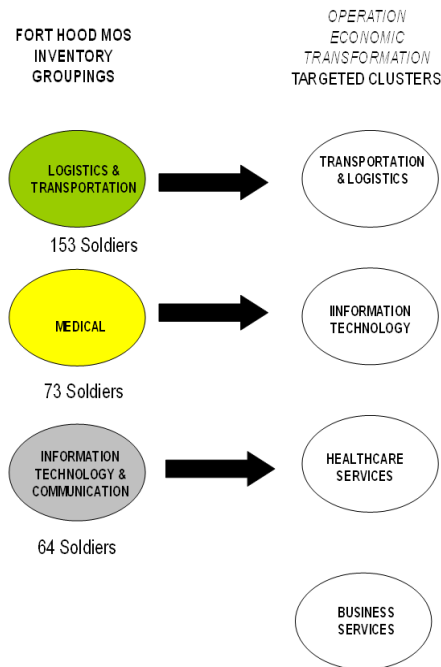 FORT HOOD MOS
INVENTORY
GROUPINGS
OPERATION
ECONOMIC
TRANSFORMATION
TARGETED CLUSTERS
LOGISTICS &
TRANSPORTATION
TRANSPORTATION
& LOGISTICS
153 Soldiers
MEDICAL
IINFORMATION
TECHNOLOGY
73 Soldiers
INFORMATION
TECHNOLOGY &
COMMUNICATION
HEALTHCARE
SERVICES
64 Soldiers
BUSINESS
SERVICES